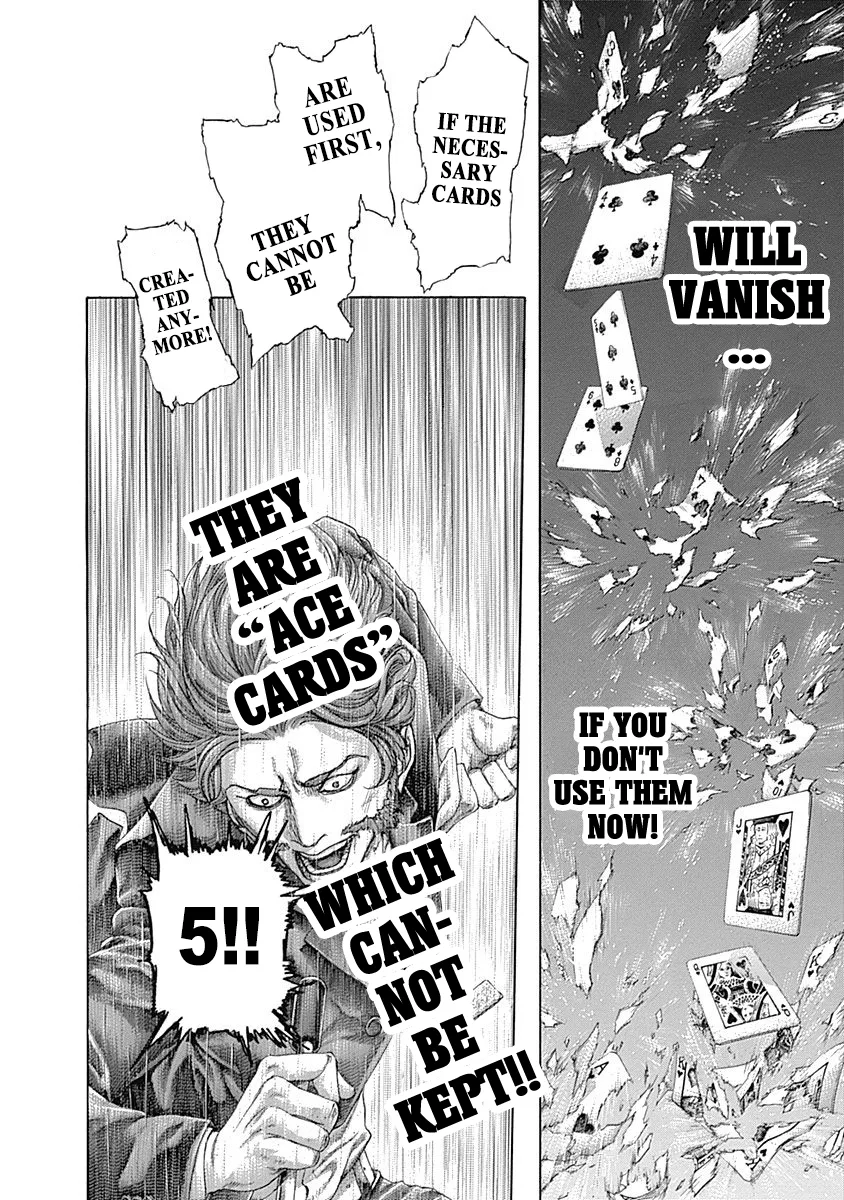 WILL
VANISH
...
IF YOU
DON'T
USE THEM
NOW!
IF THE
NECES-
SARY
CARDS
ARE
USED
FIRST,
THEY
CANNOT
BE
CREA-
TED
ANY-
MORE!
THEY
ARE
“ACE
CARDS”
WHICH
CAN-
NOT
BE
KEPT!!
5!!